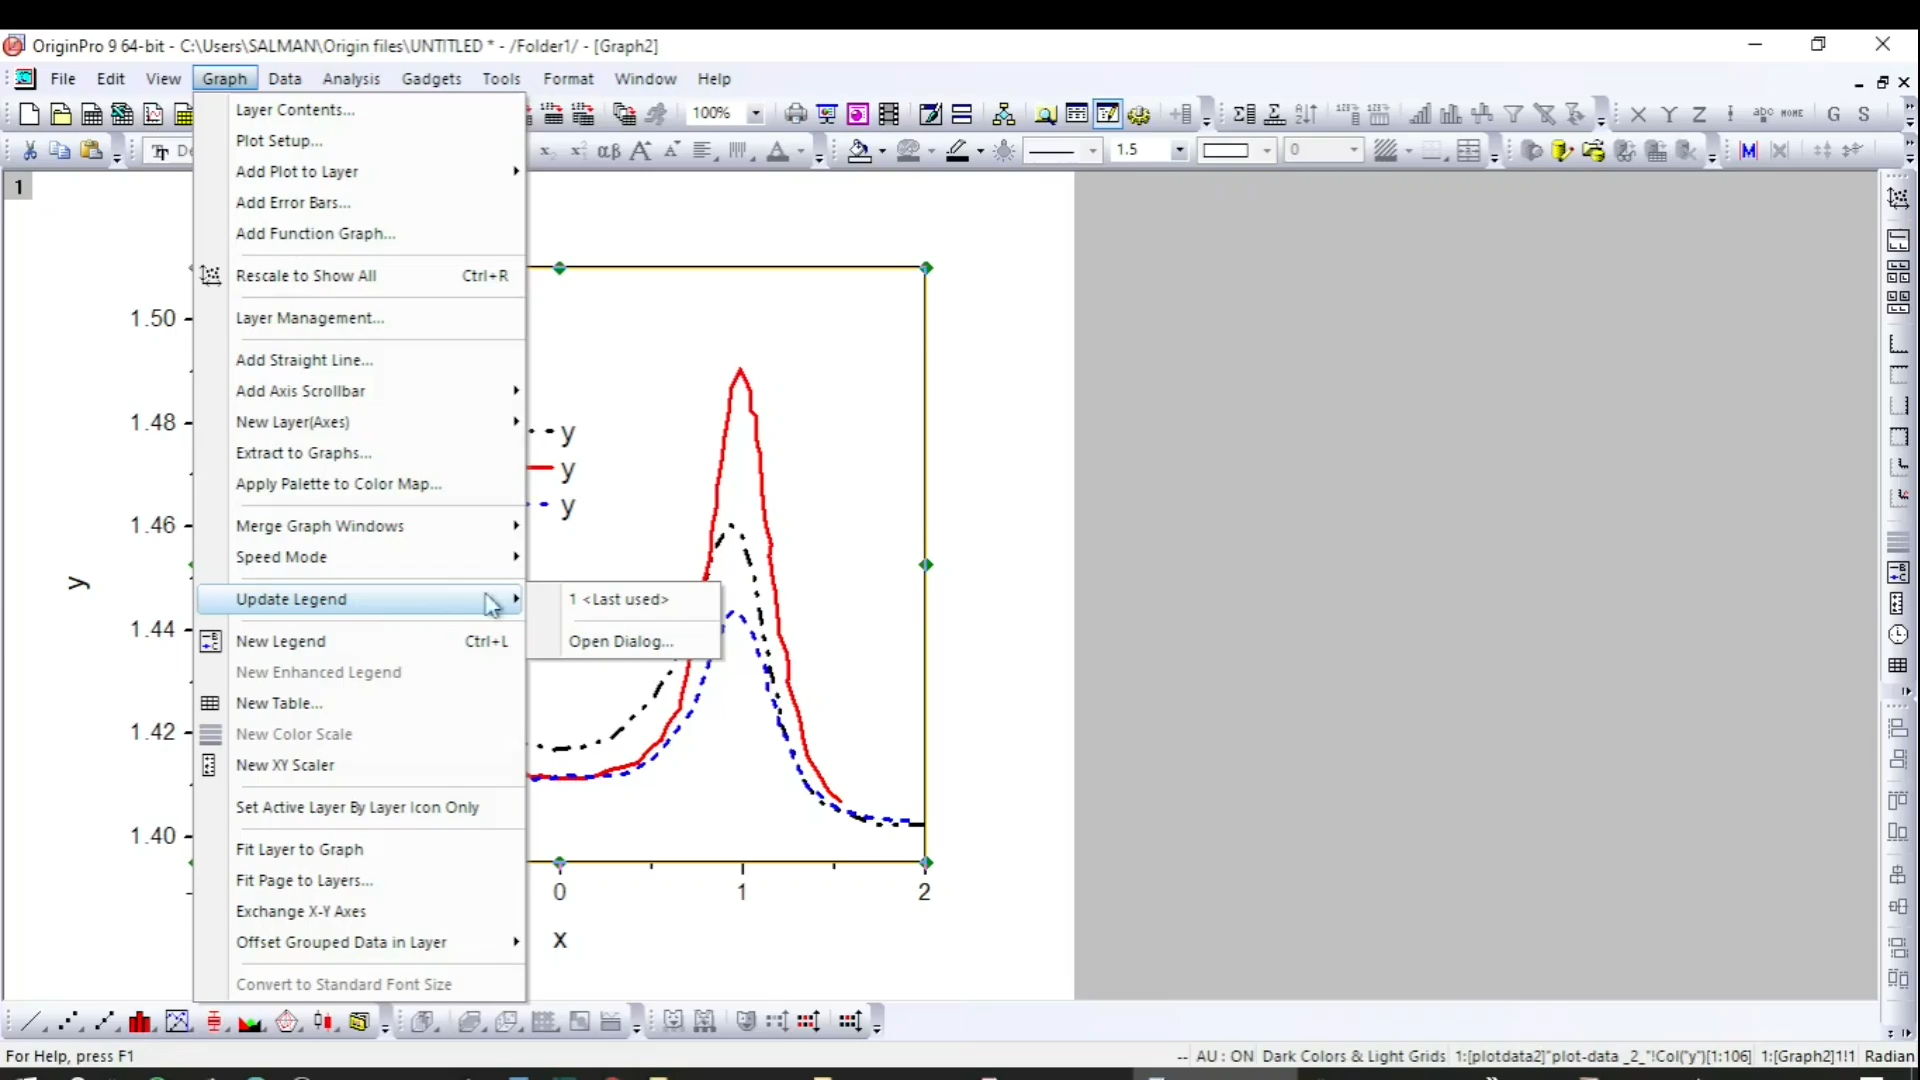 OriginPro 9 64-bit - C:\Users\SALMAN\Origin files\UNTITLED * - /Folder1/ - [Graph2]
File Edit View Graph Data Analysis Gadgets Tools Format Window Help
100%
G S
X Y Z abc HOME
De
αβ A A A 1.5 0
1
Layer Contents...
Plot Setup...
Add Plot to Layer
Add Error Bars...
Add Function Graph...
Rescale to Show All Ctrl+R
Layer Management...
Add Straight Line...
Add Axis Scrollbar
New Layer(Axes)
Extract to Graphs...
Apply Palette to Color Map...
Merge Graph Windows
Speed Mode
Update Legend
1 <Last used>
Open Dialog...
New Legend Ctrl+L
New Enhanced Legend
New Table...
New Color Scale
New XY Scaler
Set Active Layer By Layer Icon Only
Fit Layer to Graph
Fit Page to Layers...
Exchange X-Y Axes
Offset Grouped Data in Layer
Convert to Standard Font Size
1.50
1.48
1.46
1.44
1.42
1.40
y
y
y
y
0 1 2
x
For Help, press F1
-- AU : ON Dark Colors & Light Grids 1:[plotdata2]"plot-data _2_"!Col("y")[1:106] 1:[Graph2]1!1 Radian